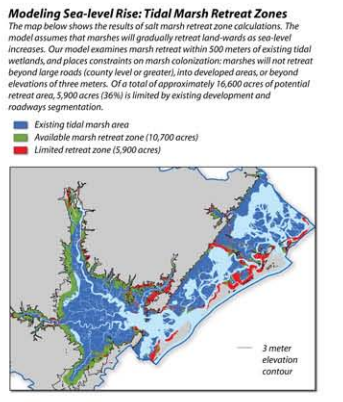 Modeling Sea-level Rise: Tidal Marsh Retreat Zones
The map below shows the results of salt marsh retreat zone calculations. The
model assumes that marshes will gradually retreat land-wards as sea-level
increases. Our model examines marsh retreat within 500 meters of existing tidal
wetlands, and places constraints on marsh colonization: marshes will not retreat
beyond large roads (county level or greater), into developed areas, or beyond
elevations of three meters. Of a total of approximately 16,600 acres of potential
retreat area, 5,900 acres (36%) is limited by existing development and
roadways segmentation.
Existing tidal marsh area
Available marsh retreat zone (10,700 acres)
Limited retreat zone (5,900 acres)
3 meter
elevation
contour